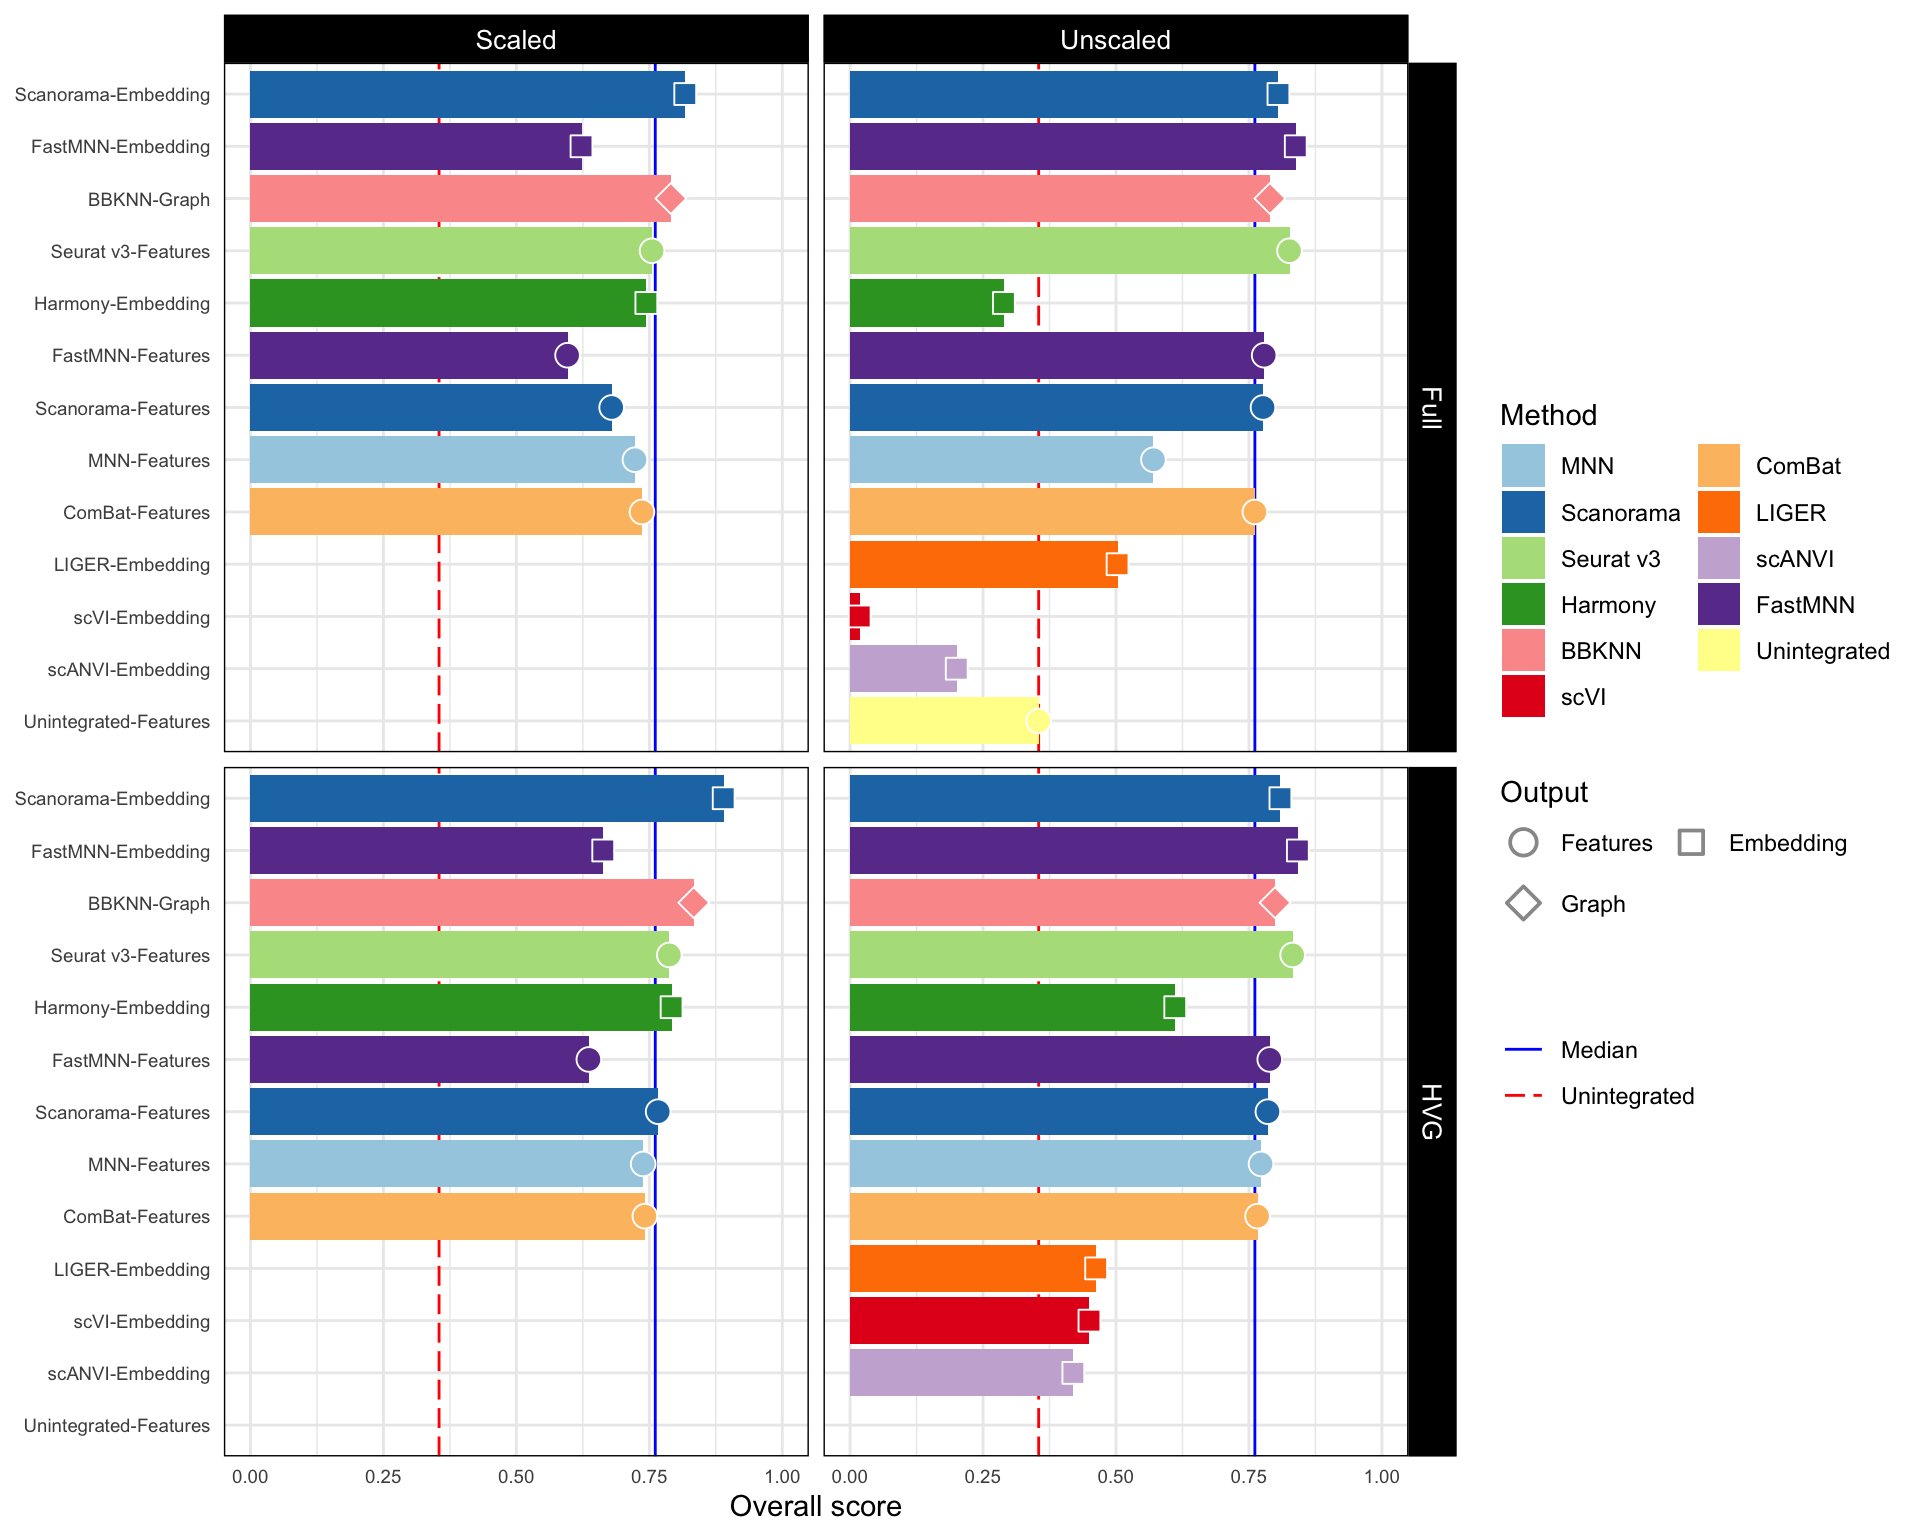 Scaled
Unscaled
Scanorama-Embedding
FastMNN-Embedding
BBKNN-Graph
Seurat v3-Features
Harmony-Embedding
FastMNN-Features
Scanorama-Features
MNN-Features
ComBat-Features
LIGER-Embedding
scVI-Embedding
scANVI-Embedding
Unintegrated-Features
Full
Scanorama-Embedding
FastMNN-Embedding
BBKNN-Graph
Seurat v3-Features
Harmony-Embedding
FastMNN-Features
Scanorama-Features
MNN-Features
ComBat-Features
LIGER-Embedding
scVI-Embedding
scANVI-Embedding
Unintegrated-Features
HVG
0.00 0.25 0.50 0.75 1.00
0.00 0.25 0.50 0.75 1.00
Overall score
Method
MNN
Scanorama
Seurat v3
Harmony
BBKNN
scVI
ComBat
LIGER
scANVI
FastMNN
Unintegrated
Output
Features
Embedding
Graph
Median
Unintegrated